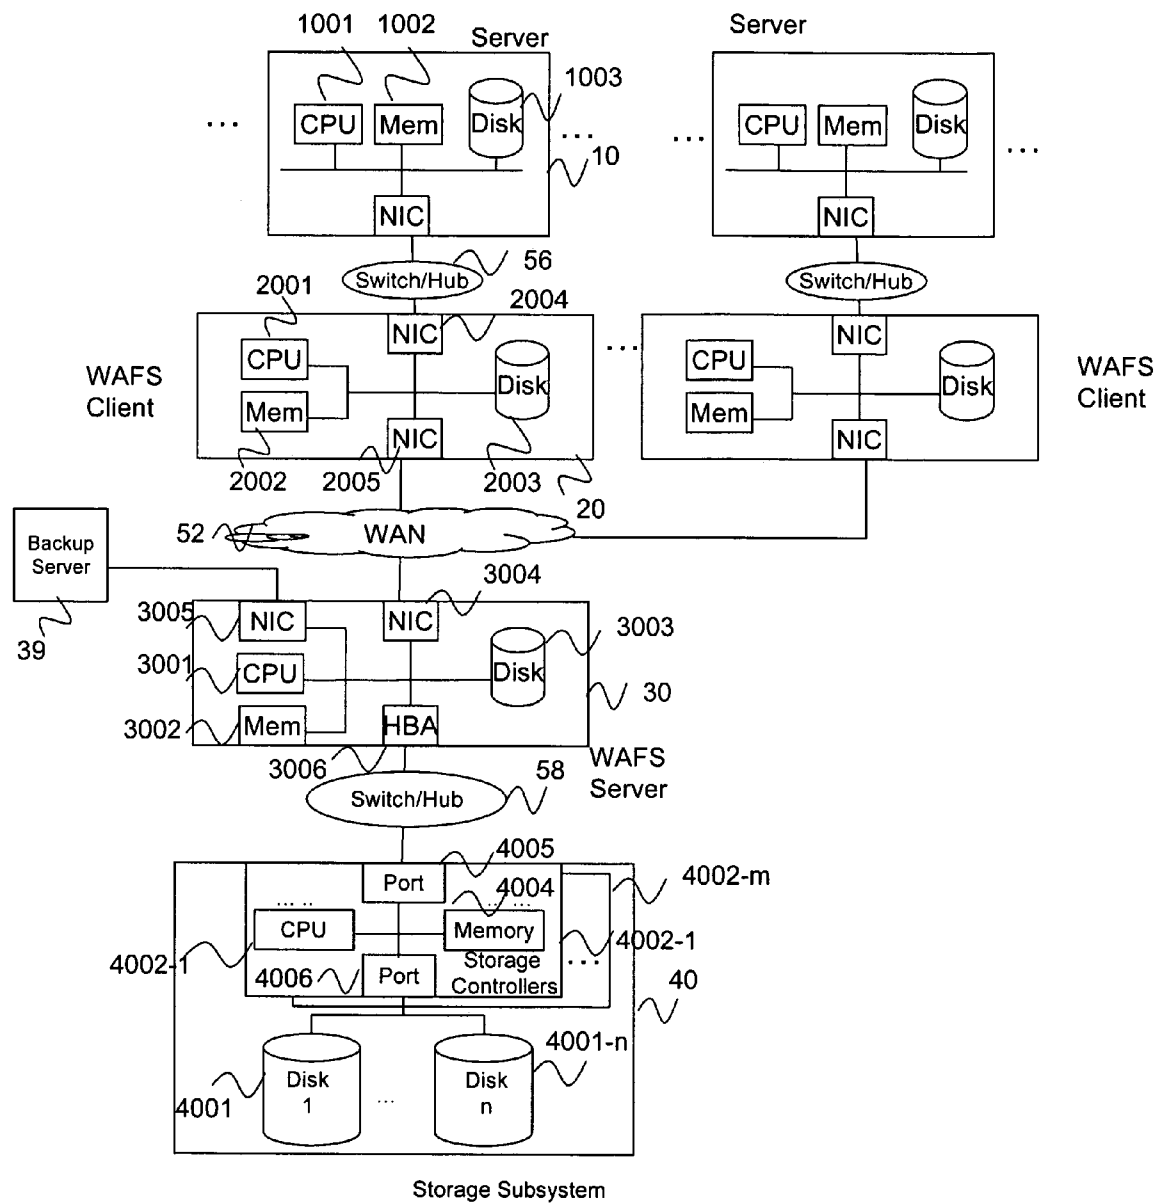 1001
1002
Server
Server
1003
CPU
Mem
Disk
CPU
Mem
Disk
...
...
...
...
10
NIC
NIC
56
Switch/Hub
Switch/Hub
2001
2004
NIC
NIC
CPU
...
CPU
WAFS
Client
Disk
Disk
WAFS
Client
Mem
Mem
NIC
NIC
2002
2005
2003
20
52
WAN
Backup
Server
3004
3005
NIC
NIC
3003
39
3001
CPU
Disk
30
3002
Mem
HBA
3006
WAFS
Server
58
Switch/Hub
4005
4002-m
Port
4004
... ..
... ...
CPU
Memory
4002-1
4002-1
Storage
Controllers
...
4006
Port
40
4001-n
Disk
1
Disk
n
4001
...
Storage Subsystem